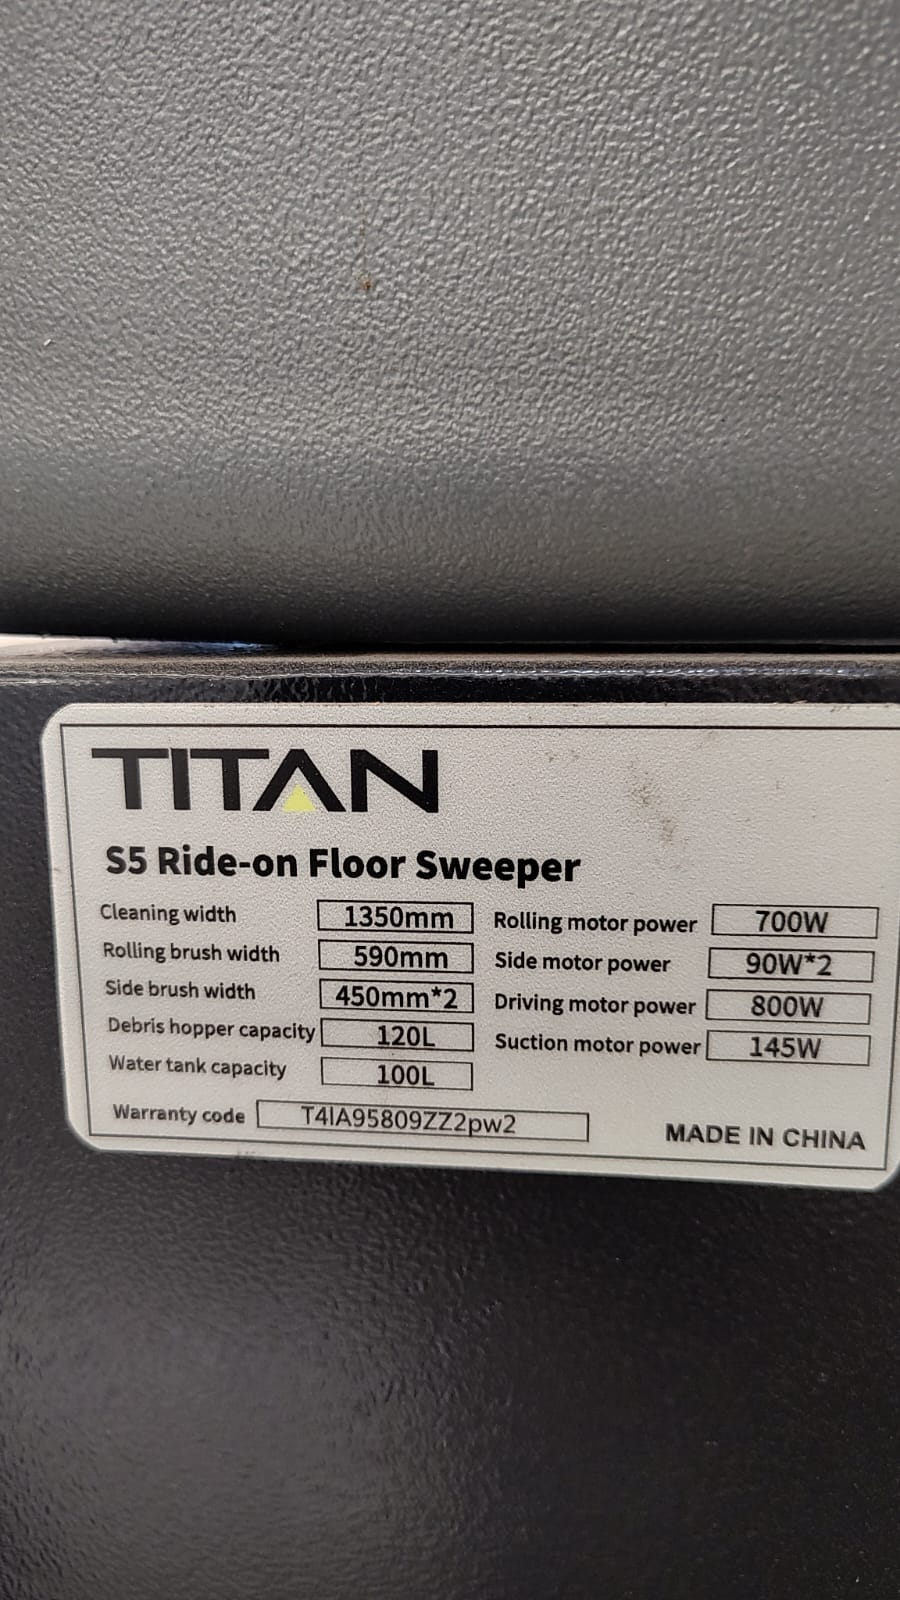 TITAN
S5 Ride-on Floor Sweeper
Cleaning width 1350mm Rolling motor power 700W
Rolling brush width 590mm Side motor power 90W*2
Side brush width 450mm*2 Driving motor power 800W
Debris hopper capacity 120L Suction motor power 145W
Water tank capacity 100L
Warranty code T4IA95809ZZ2pw2 MADE IN CHINA